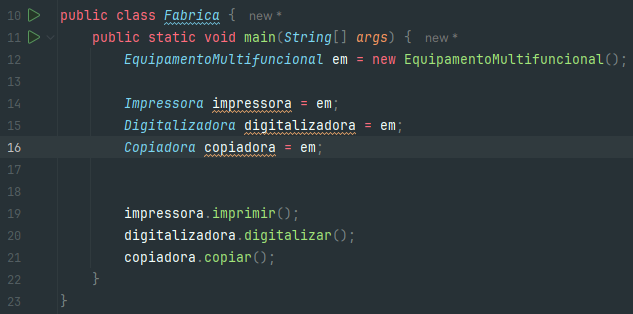 10 public class Fabrica { new *
11 public static void main(String[] args) { new *
12 EquipamentoMultifuncional em = new EquipamentoMultifuncional();
13
14 Impressora impressora = em;
15 Digitalizadora digitalizadora = em;
16 Copiadora copiadora = em;
17
18
19 impressora.imprimir();
20 digitalizadora.digitalizar();
21 copiadora.copiar();
22 }
23 }